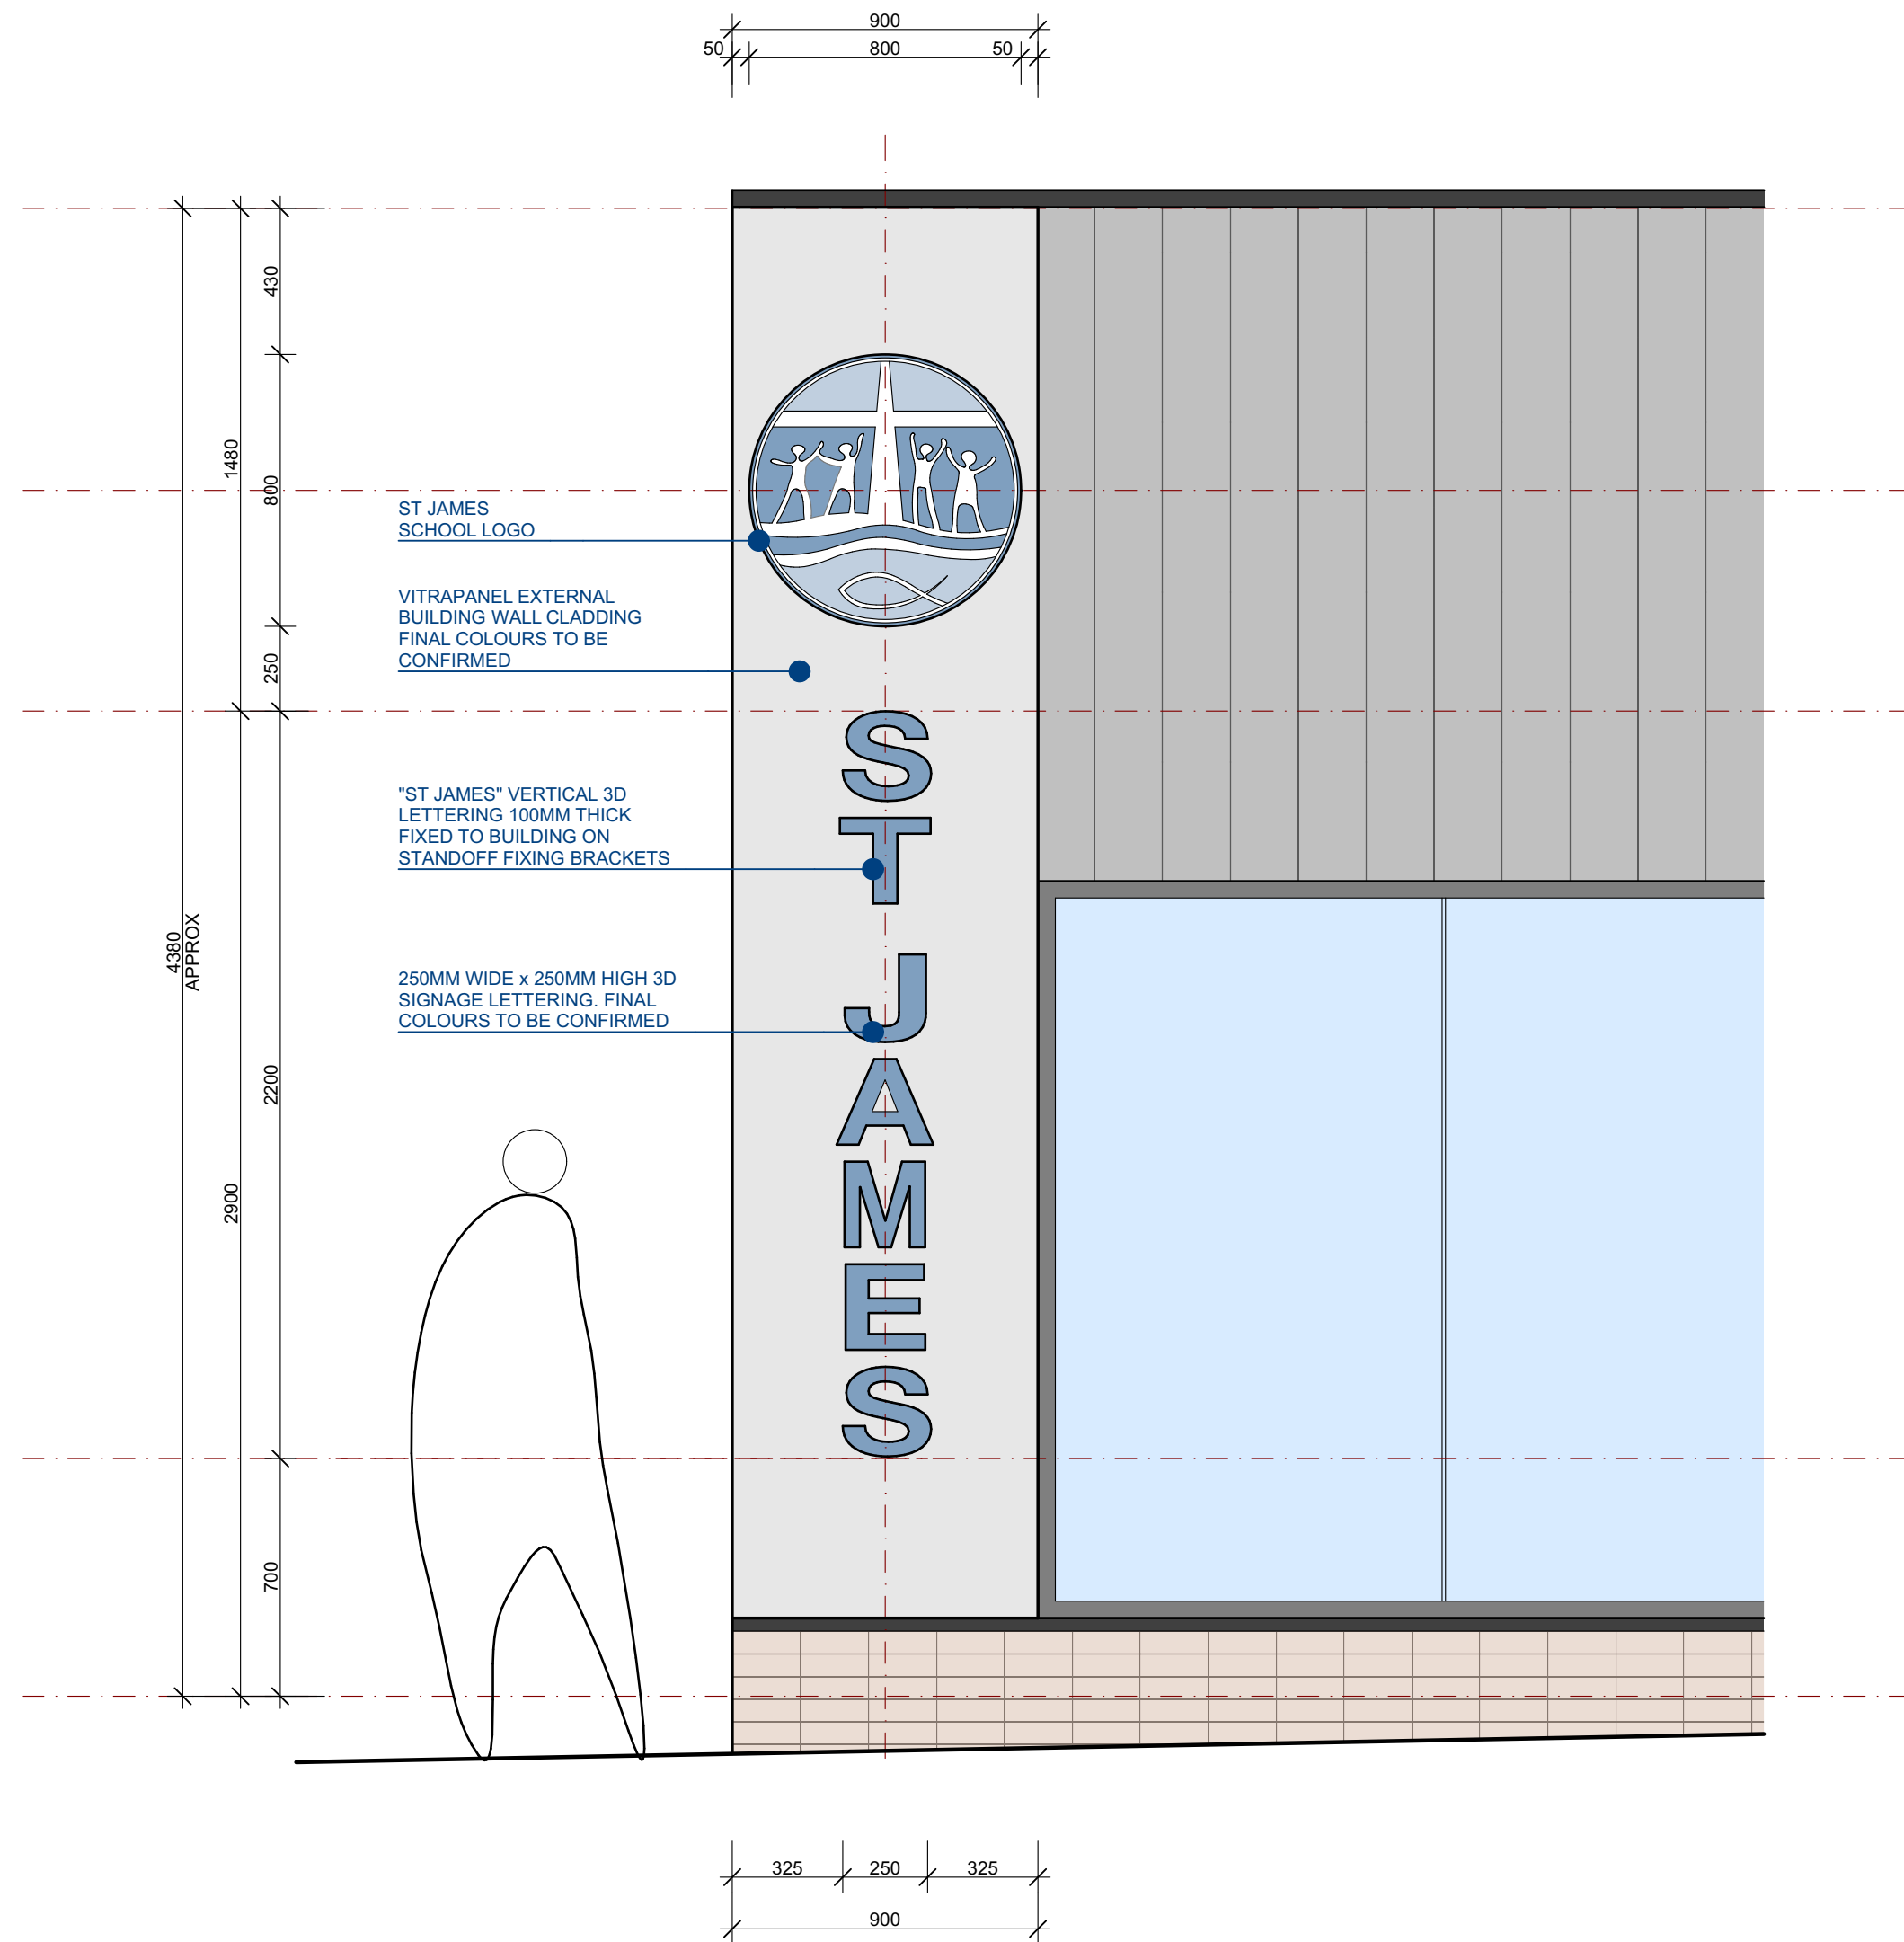 900
50
800
50
430
1480
800
ST JAMES
SCHOOL LOGO
VITRAPANEL EXTERNAL
BUILDING WALL CLADDING
FINAL COLOURS TO BE
CONFIRMED
250
"ST JAMES" VERTICAL 3D
LETTERING 100MM THICK
FIXED TO BUILDING ON
STANDOFF FIXING BRACKETS
4380
APPROX
250MM WIDE x 250MM HIGH 3D
SIGNAGE LETTERING. FINAL
COLOURS TO BE CONFIRMED
2200
2900
700
ST JAMES
325
250
325
900